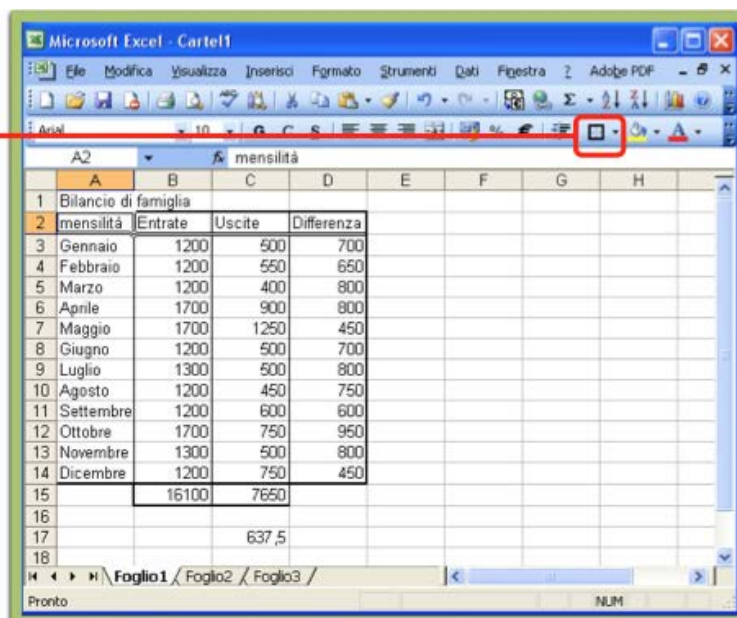 Microsoft Excel - Cartel1
File Modifica Visualizza Inserisci Formato Strumenti Dati Finestra ? Adobe PDF
Arial 10 G C S % €
A2 fx mensilitá
A B C D E F G H
1 Bilancio di famiglia
2 mensilitá Entrate Uscite Differenza
3 Gennaio 1200 500 700
4 Febbraio 1200 550 650
5 Marzo 1200 400 800
6 Aprile 1700 900 800
7 Maggio 1700 1250 450
8 Giugno 1200 500 700
9 Luglio 1300 500 800
10 Agosto 1200 450 750
11 Settembre 1200 600 600
12 Ottobre 1700 750 950
13 Novembre 1300 500 800
14 Dicembre 1200 750 450
15 16100 7650
16
17 637,5
18
Foglio1 / Foglio2 / Foglio3 /
Pronto NUM